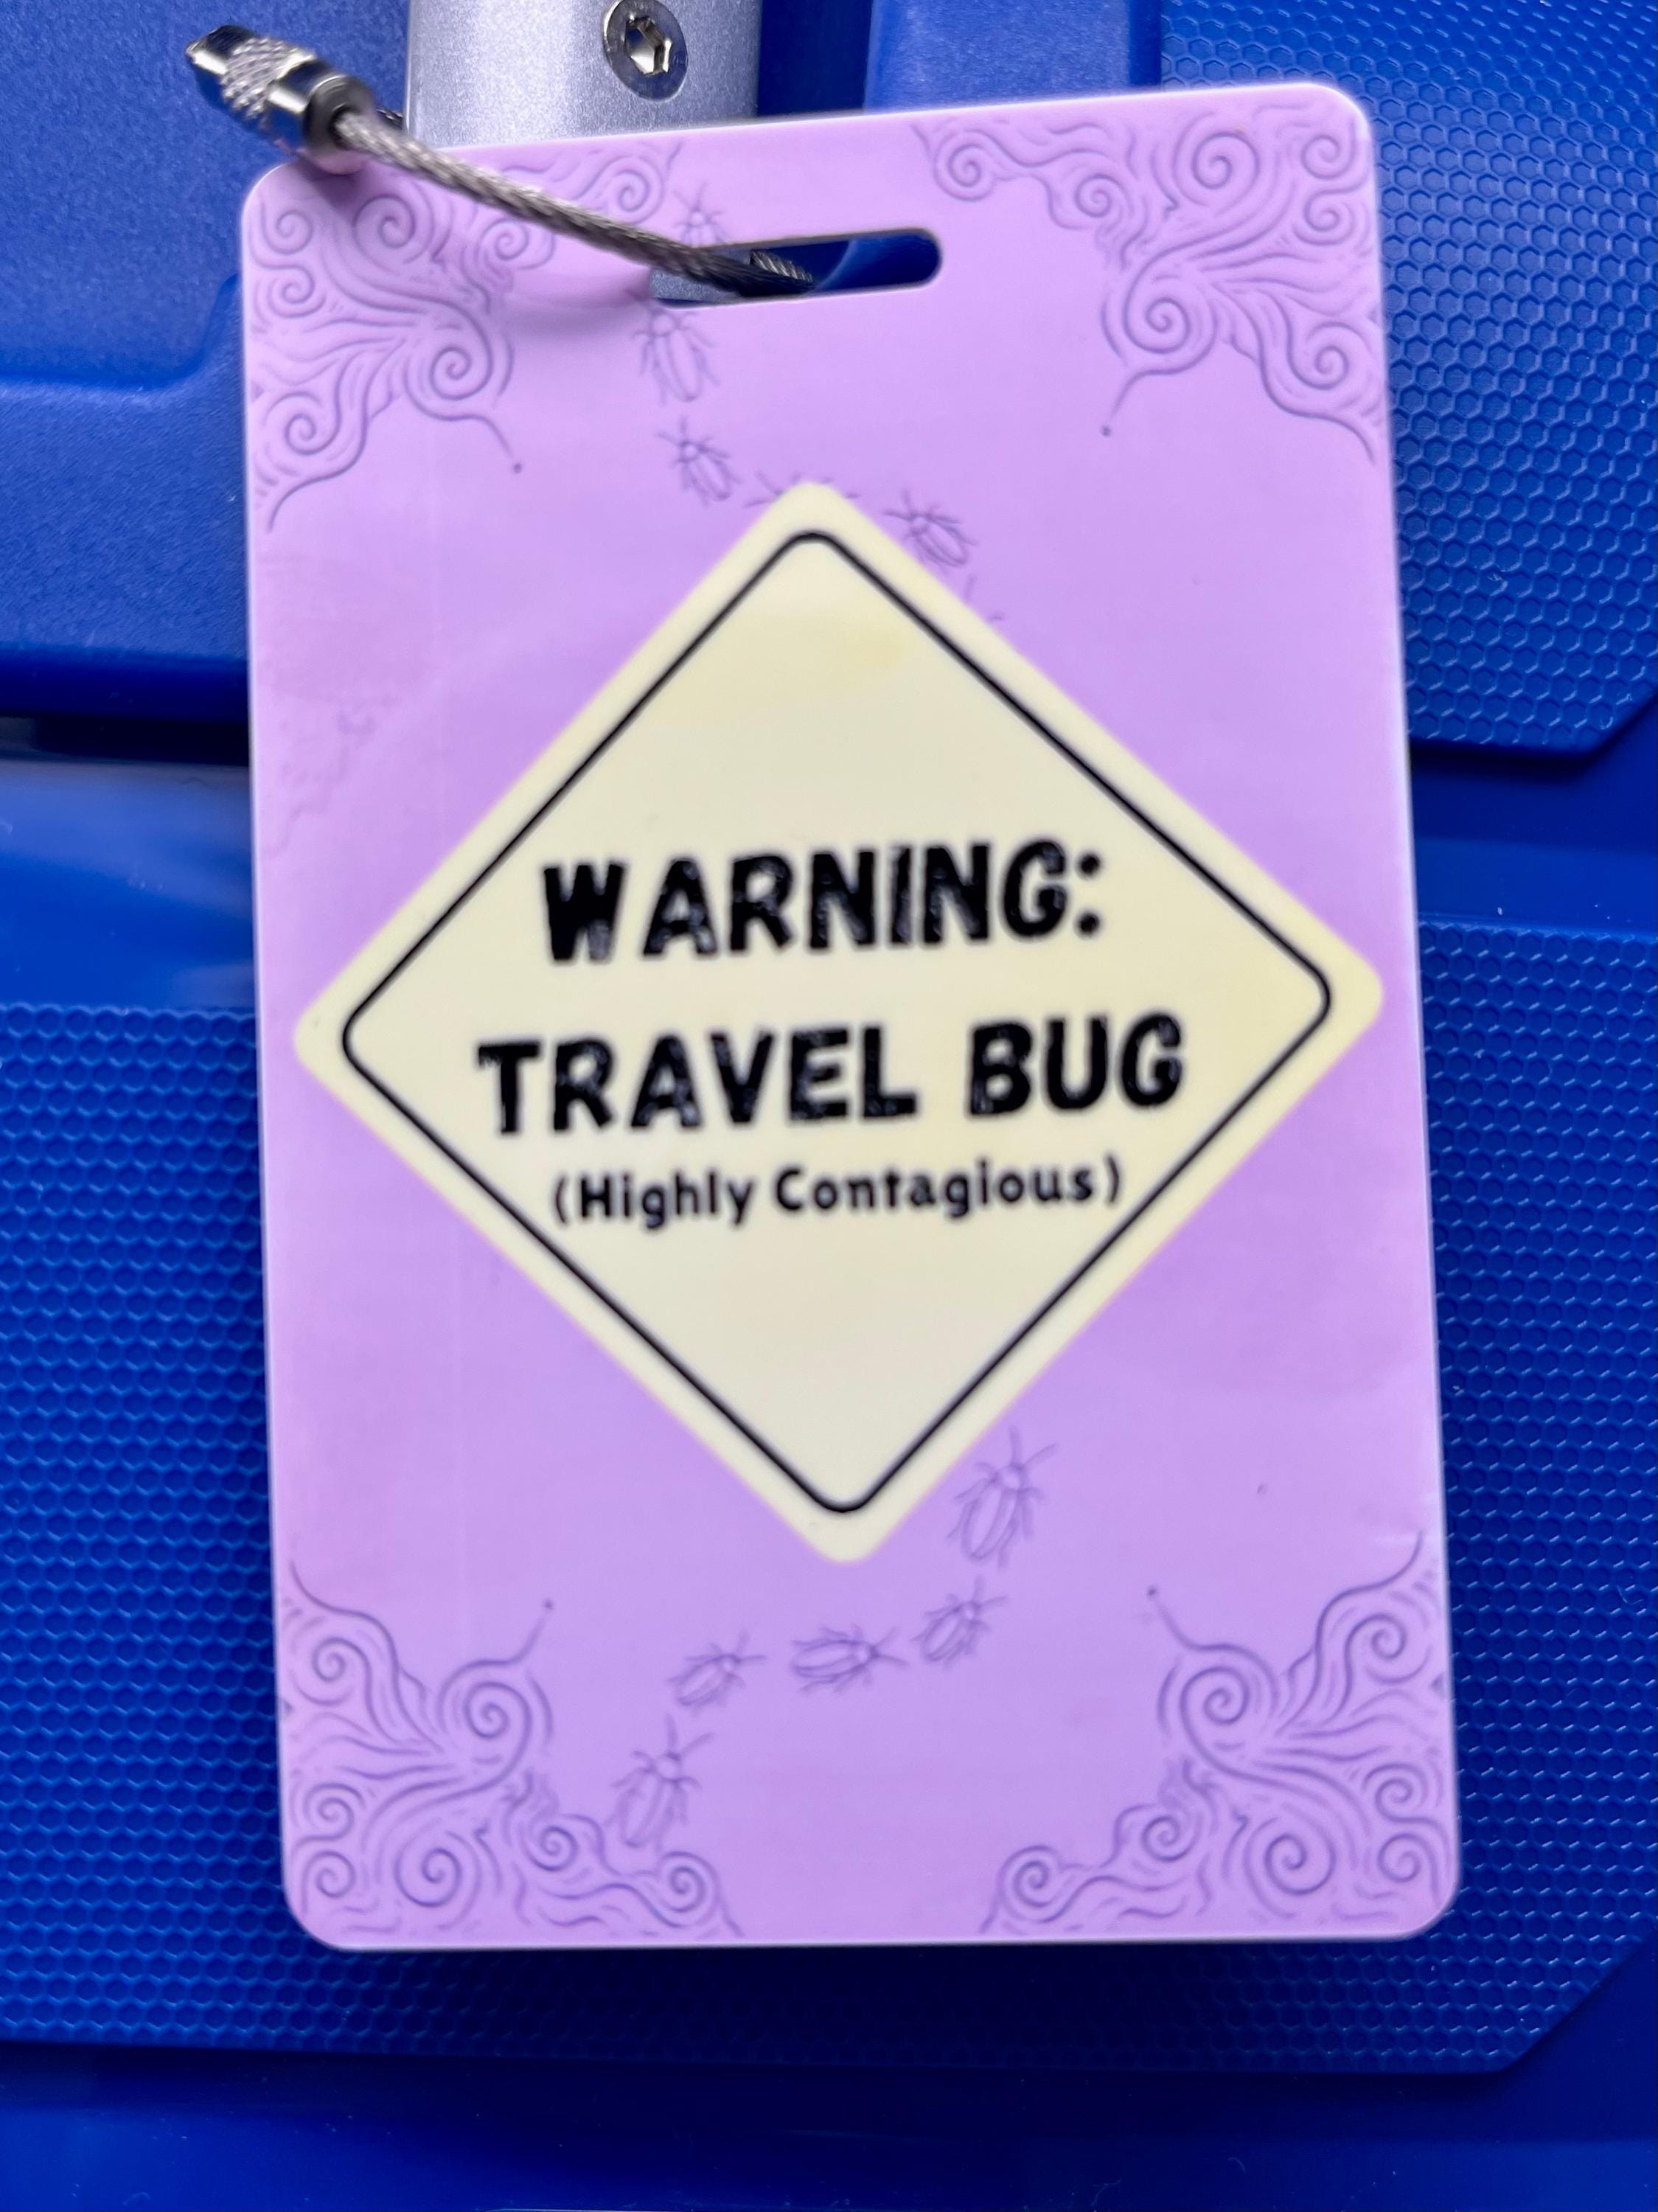 WARNING:
TRAVEL BUG
(Highly Contagious)